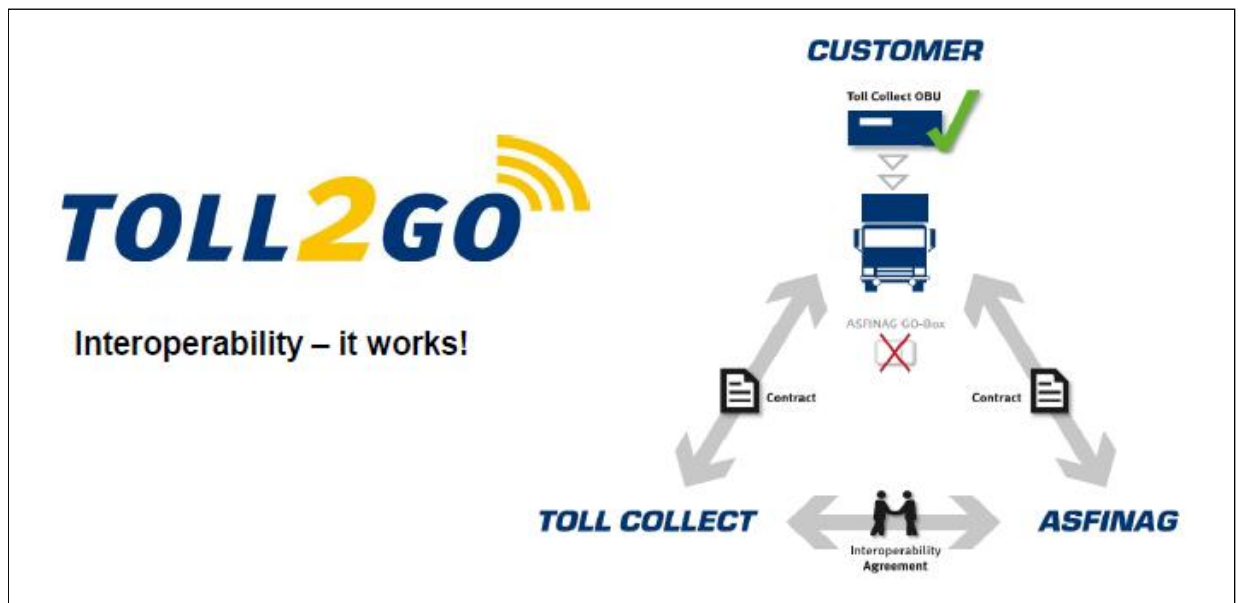 CUSTOMER
Toll Collect OBU
TOLL2GO
ASFINAG GO-Box
Interoperability – it works!
Contract
Contract
TOLL COLLECT
ASFINAG
Interoperability
Agreement